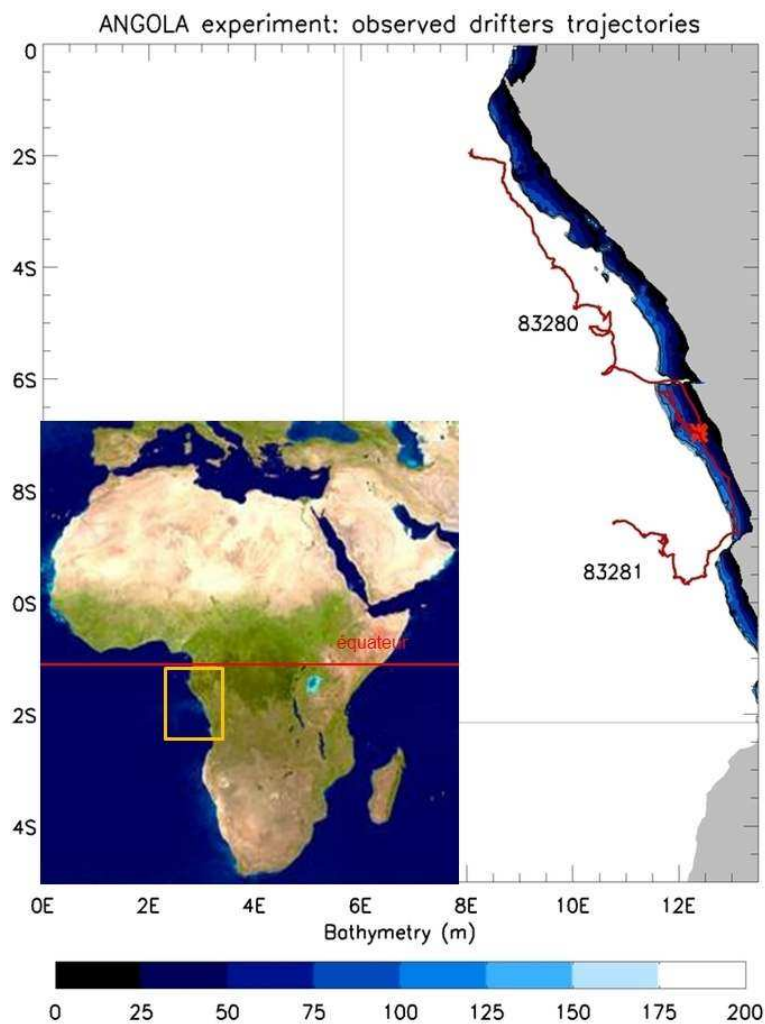 ANGOLA experiment: observed drifters trajectories
0
2S
4S
83280
6S
8S
83281
0S
équateur
2S
4S
0E 2E 4E 6E 8E 10E 12E
Bathymetry (m)
0 25 50 75 100 125 150 175 200